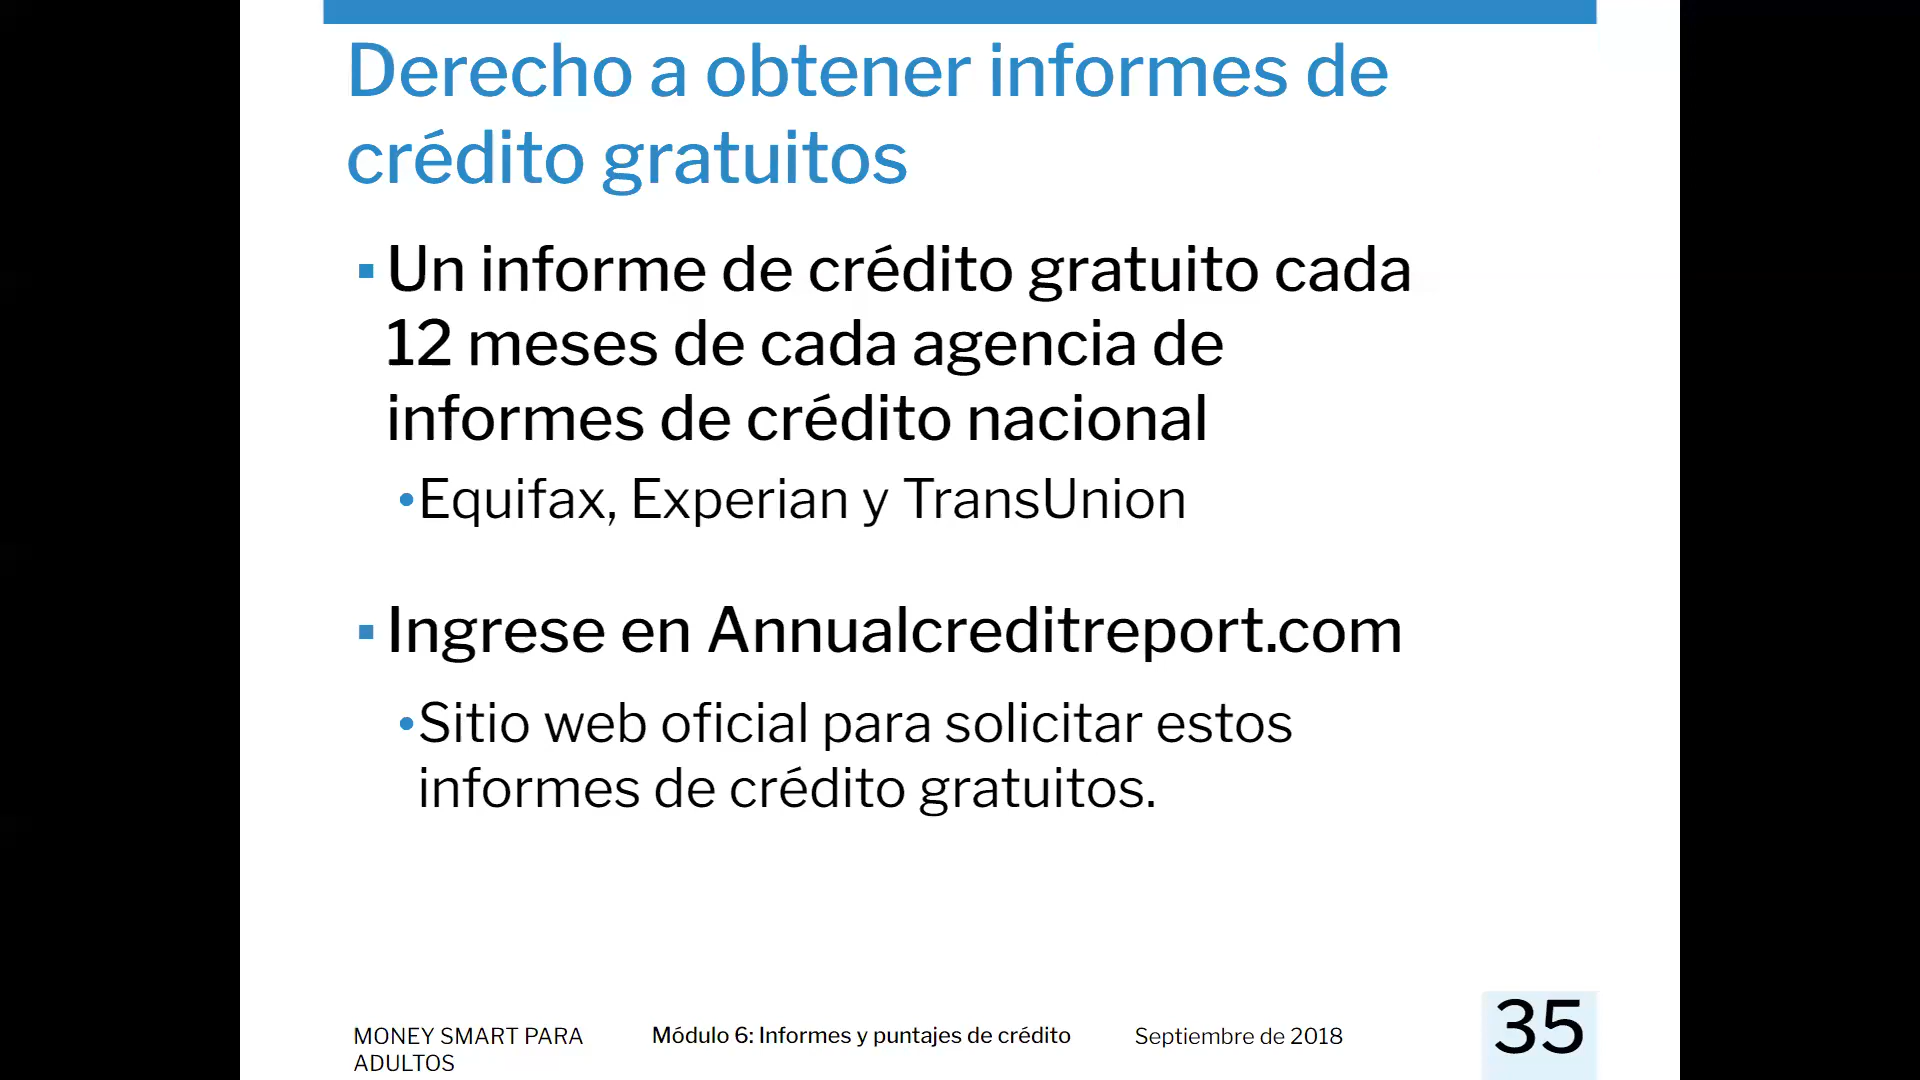 Derecho a obtener informes de
crédito gratuitos
▪Un informe de crédito gratuito cada
12 meses de cada agencia de
informes de crédito nacional
•Equifax, Experian y TransUnion
▪Ingrese en Annualcreditreport.com
•Sitio web oficial para solicitar estos
informes de crédito gratuitos.
MONEY SMART PARA
ADULTOS
Módulo 6: Informes y puntajes de crédito
Septiembre de 2018
35